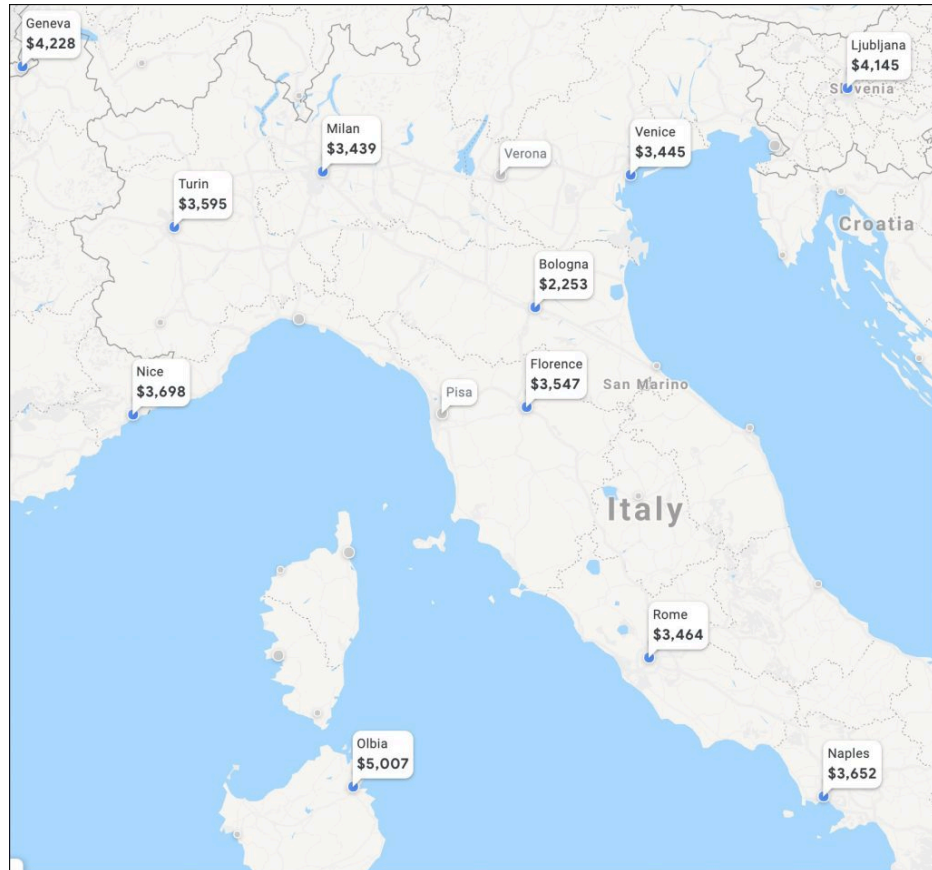 Geneva
$4,228
Ljubljana
$4,145
Slovenia
Milan
$3,439
Verona
Venice
$3,445
Turin
$3,595
Croatia
Bologna
$2,253
Nice
$3,698
Pisa
Florence
$3,547
San Marino
Italy
Rome
$3,464
Olbia
$5,007
Naples
$3,652